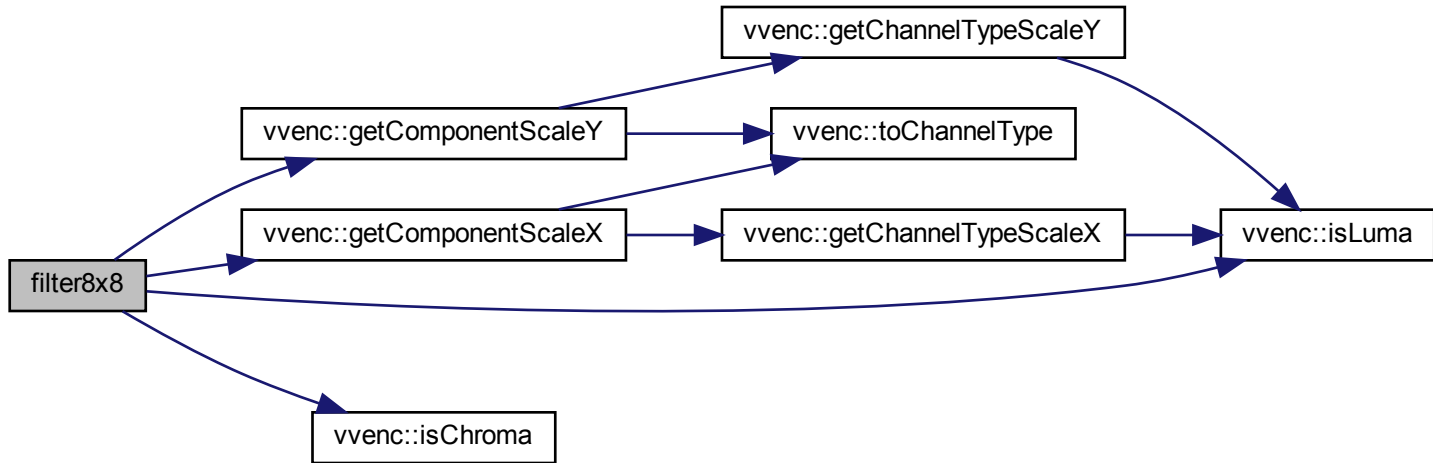 vvenc::getChannelTypeScaleY
vvenc::getComponentScaleY
vvenc::toChannelType
vvenc::getComponentScaleX
vvenc::getChannelTypeScaleX
vvenc::isLuma
filter8x8
vvenc::isChroma